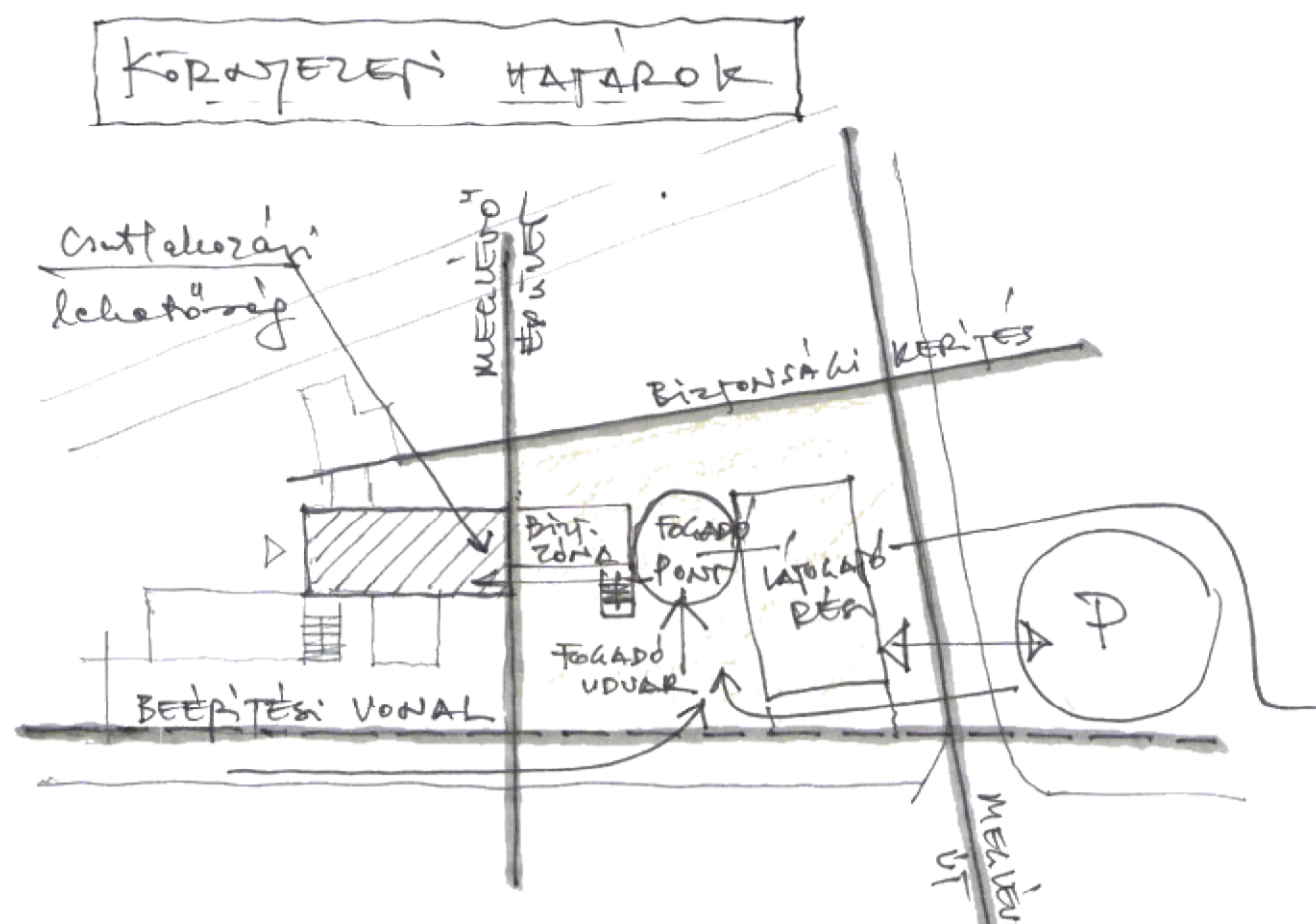 KÖRNYEZETI HATÁROK
Csatlakozási
lehetőség
MEGLÉVŐ
ÉPÜLET
BIZTONSÁGI KERÍTÉS
BIZT.
ZÓNA
FOGADÓ
PONT
LÁTOGATÓ
RÉSZ
P
FOGADÓ
UDVAR
BEÉPÍTÉSI VONAL
MEGLÉV
ÚT